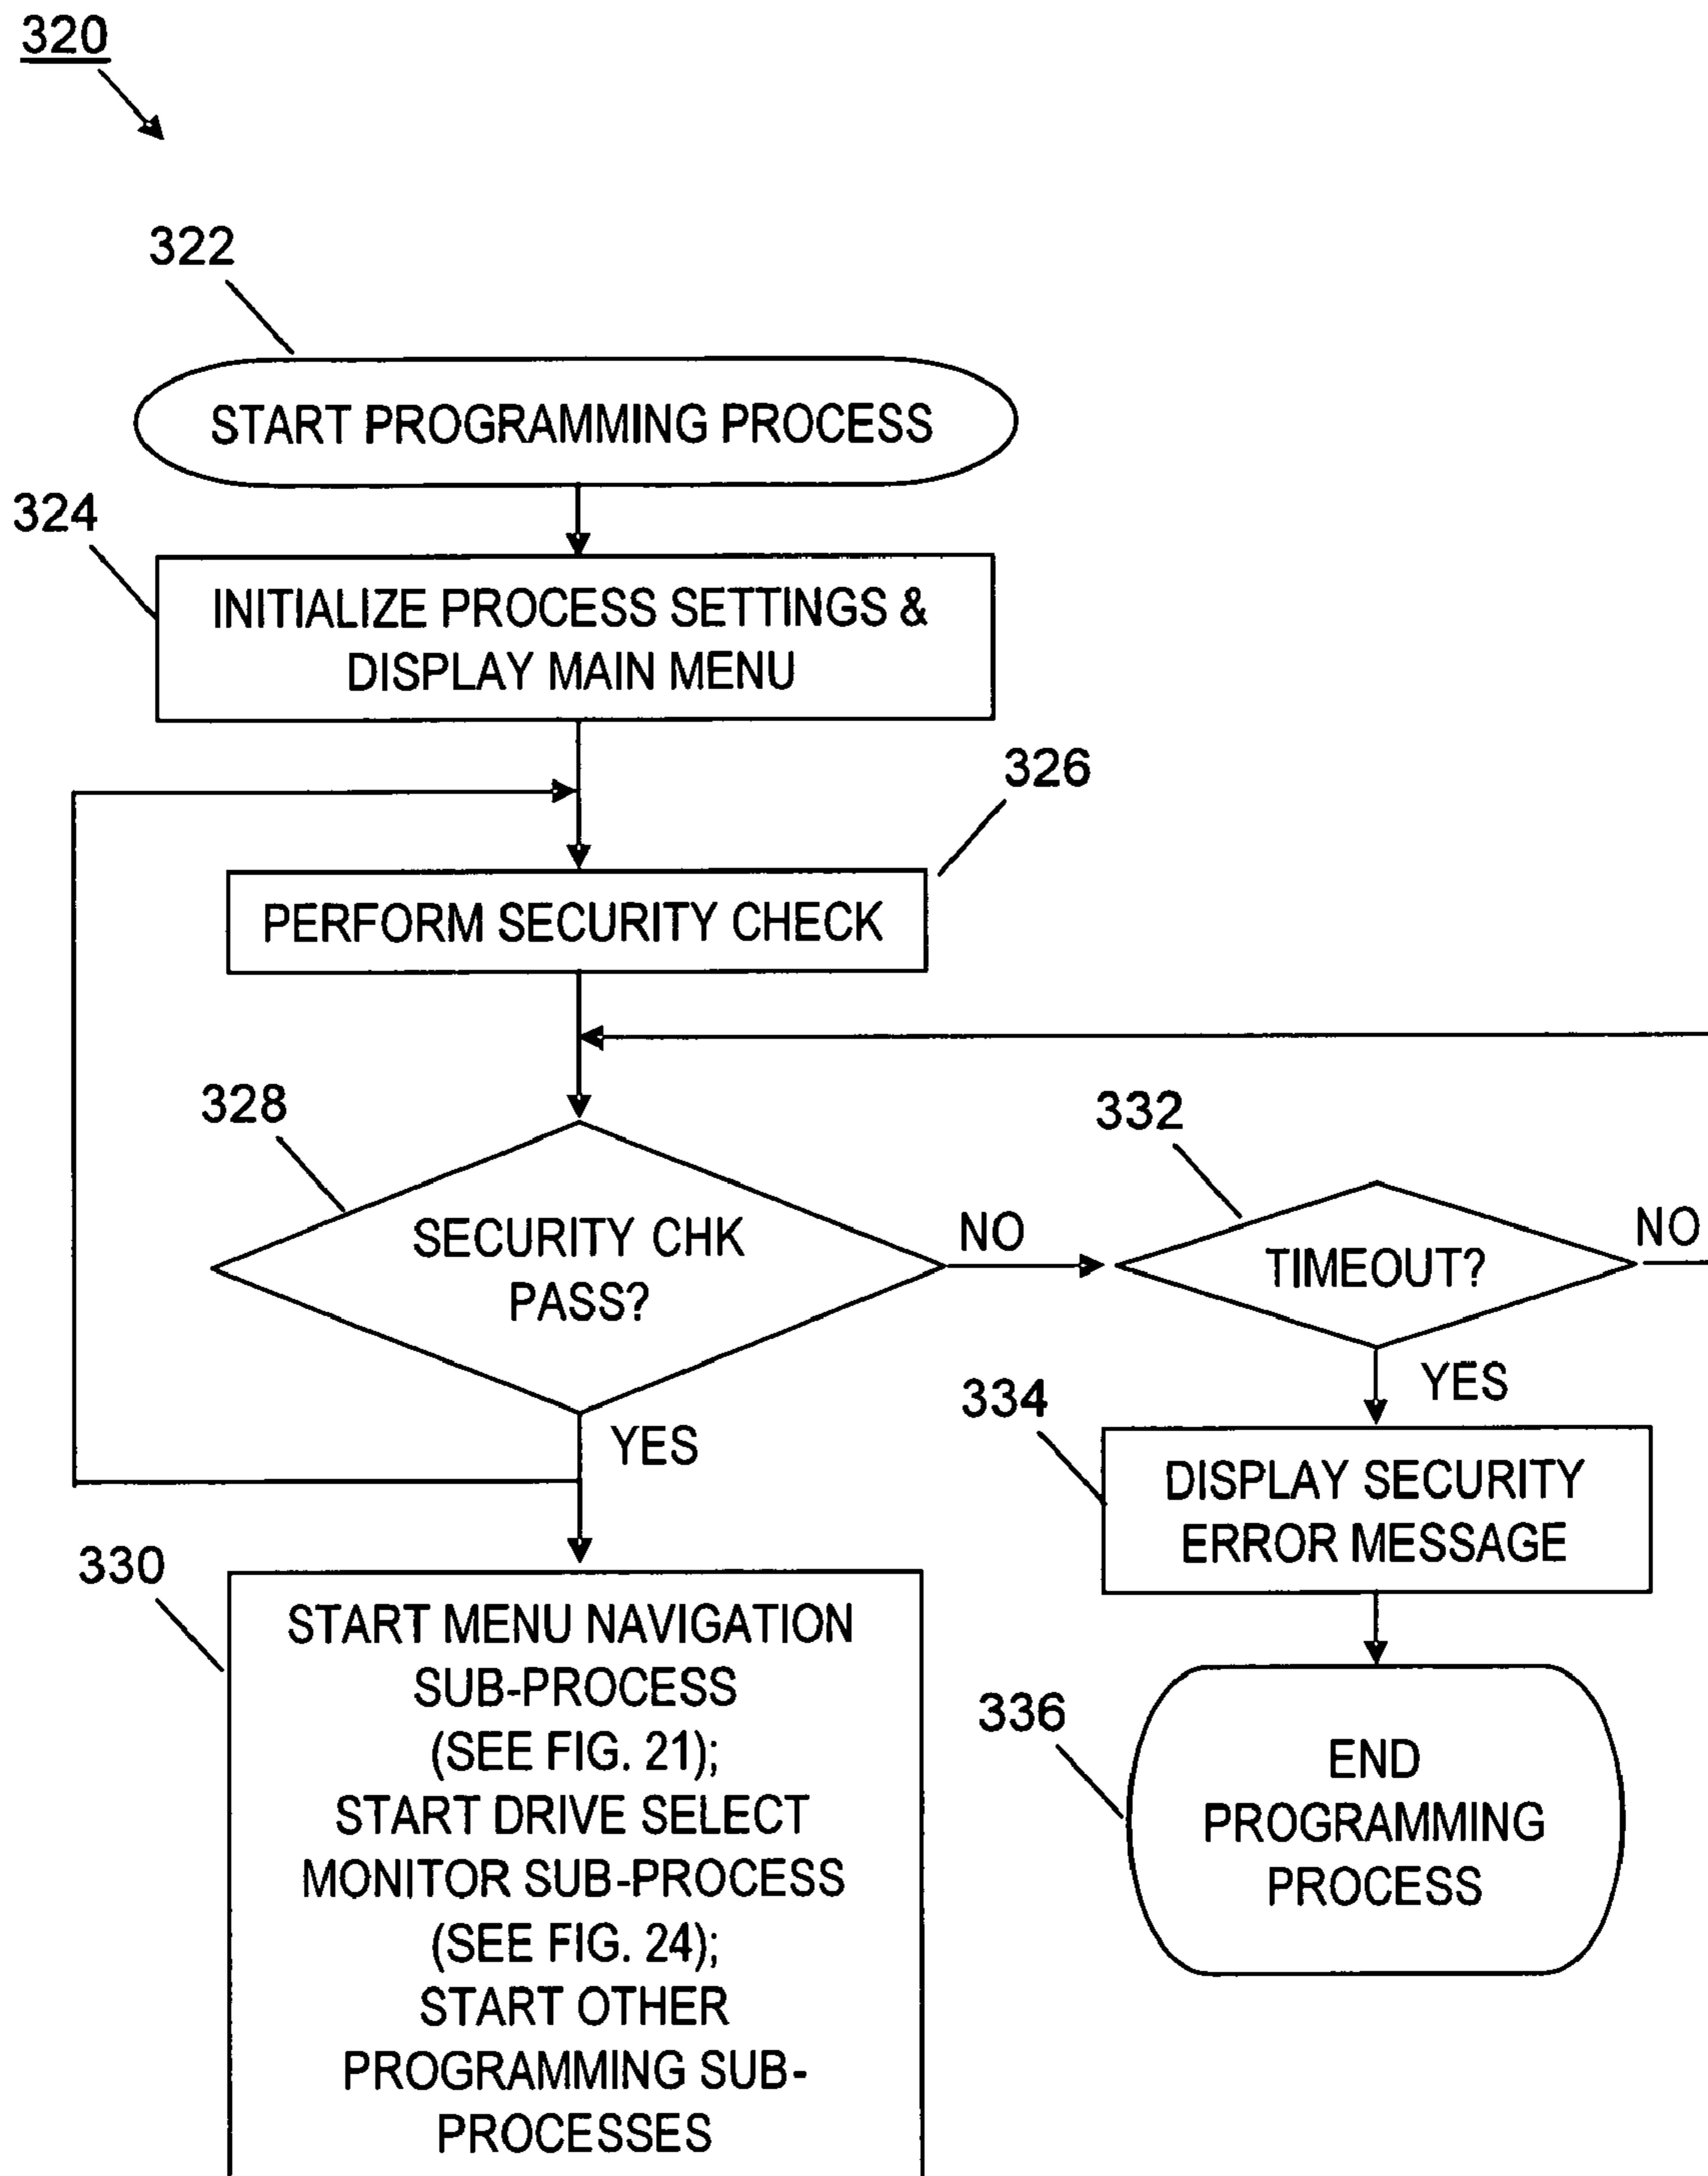 320
322
START PROGRAMMING PROCESS
324
INITIALIZE PROCESS SETTINGS &
DISPLAY MAIN MENU
326
PERFORM SECURITY CHECK
328
SECURITY CHK
PASS?
NO
332
TIMEOUT?
NO
YES
YES
334
DISPLAY SECURITY
ERROR MESSAGE
330
START MENU NAVIGATION
SUB-PROCESS
(SEE FIG. 21);
START DRIVE SELECT
MONITOR SUB-PROCESS
(SEE FIG. 24);
START OTHER
PROGRAMMING SUB-
PROCESSES
336
END
PROGRAMMING
PROCESS